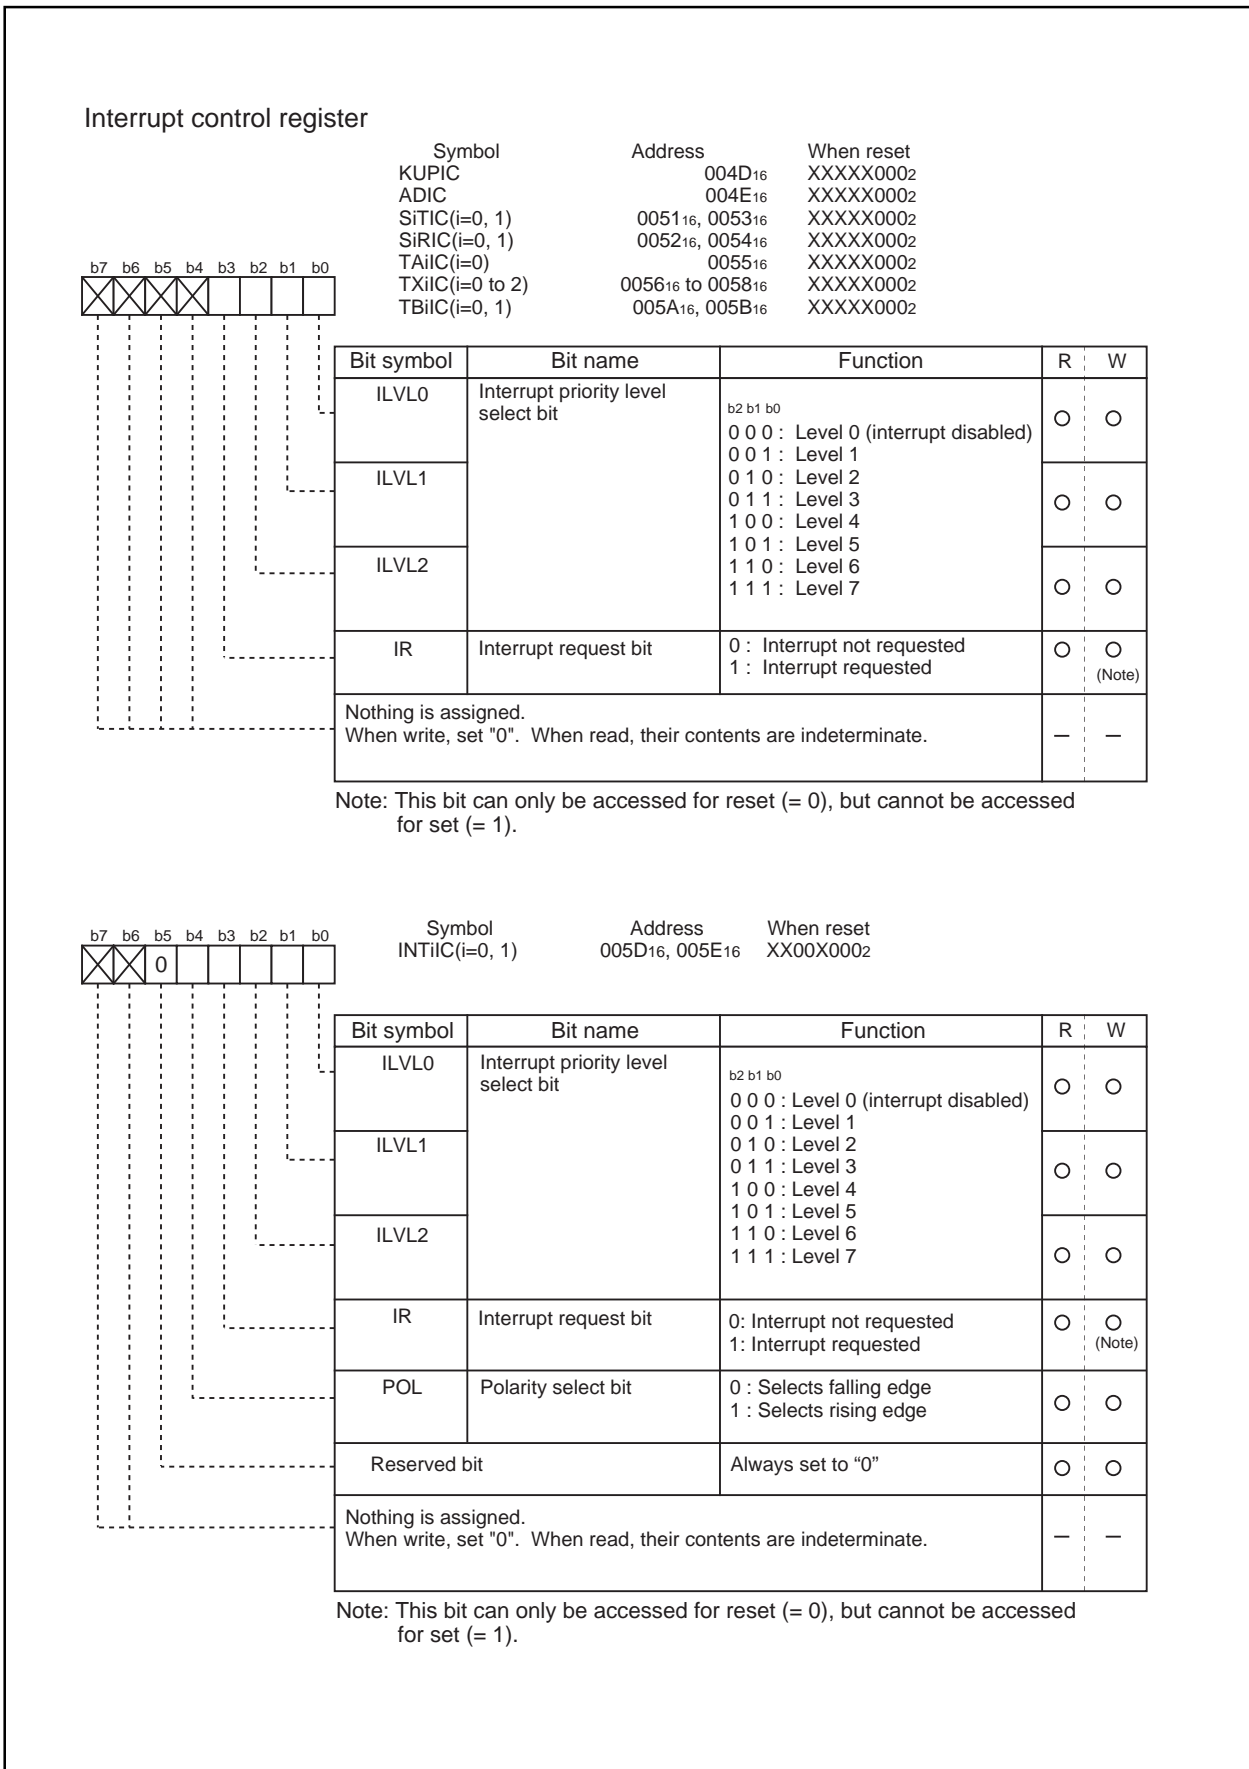 Interrupt control register
Symbol Address When reset
KUPIC 004D16 XXXXX0002
ADIC 004E16 XXXXX0002
SiTIC(i=0, 1) 005116, 005316 XXXXX0002
SiRIC(i=0, 1) 005216, 005416 XXXXX0002
TAiIC(i=0) 005516 XXXXX0002
TXiIC(i=0 to 2) 005616 to 005816 XXXXX0002
TBiIC(i=0, 1) 005A16, 005B16 XXXXX0002
b7 b6 b5 b4 b3 b2 b1 b0
Bit symbol Bit name Function R W
ILVL0 Interrupt priority level
select bit
b2 b1 b0
0 0 0 : Level 0 (interrupt disabled)
0 0 1 : Level 1
ILVL1 0 1 0 : Level 2
0 1 1 : Level 3
1 0 0 : Level 4
1 0 1 : Level 5
ILVL2 1 1 0 : Level 6
1 1 1 : Level 7
IR Interrupt request bit 0 : Interrupt not requested
1 : Interrupt requested
(Note)
Nothing is assigned.
When write, set "0". When read, their contents are indeterminate. – –
Note: This bit can only be accessed for reset (= 0), but cannot be accessed
for set (= 1).
Symbol Address When reset
INTiIC(i=0, 1) 005D16, 005E16 XX00X0002
b7 b6 b5 b4 b3 b2 b1 b0
0
Bit symbol Bit name Function R W
ILVL0 Interrupt priority level
select bit
b2 b1 b0
0 0 0 : Level 0 (interrupt disabled)
0 0 1 : Level 1
ILVL1 0 1 0 : Level 2
0 1 1 : Level 3
1 0 0 : Level 4
1 0 1 : Level 5
ILVL2 1 1 0 : Level 6
1 1 1 : Level 7
IR Interrupt request bit 0: Interrupt not requested
1: Interrupt requested
(Note)
POL Polarity select bit 0 : Selects falling edge
1 : Selects rising edge
Reserved bit Always set to “0”
Nothing is assigned.
When write, set "0". When read, their contents are indeterminate. – –
Note: This bit can only be accessed for reset (= 0), but cannot be accessed
for set (= 1).